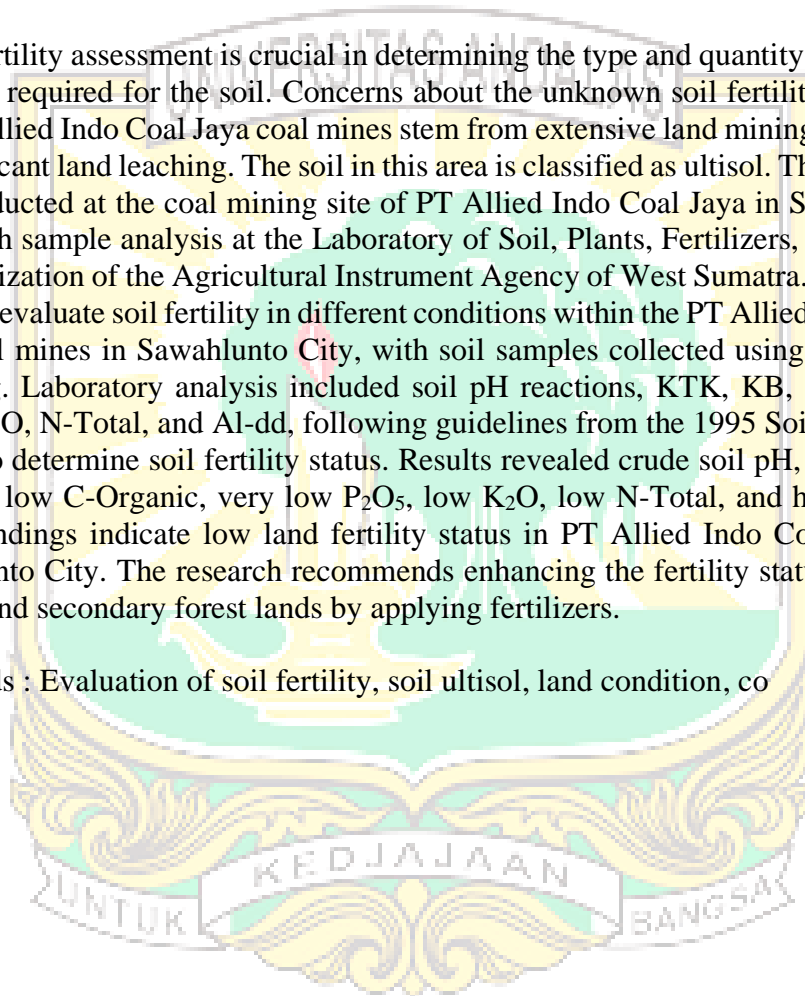 UNIVERSITAS ANDALAS
rtility assessment is crucial in determining the type and quantity
required for the soil. Concerns about the unknown soil fertilit
llied Indo Coal Jaya coal mines stem from extensive land mining
cant land leaching. The soil in this area is classified as ultisol. Th
ducted at the coal mining site of PT Allied Indo Coal Jaya in S
h sample analysis at the Laboratory of Soil, Plants, Fertilizers,
ization of the Agricultural Instrument Agency of West Sumatra.
evaluate soil fertility in different conditions within the PT Allied
l mines in Sawahlunto City, with soil samples collected using
g. Laboratory analysis included soil pH reactions, KTK, KB,
O, N-Total, and Al-dd, following guidelines from the 1995 Soi
o determine soil fertility status. Results revealed crude soil pH,
low C-Organic, very low P₂O₅, low K₂O, low N-Total, and h
ndings indicate low land fertility status in PT Allied Indo Co
nto City. The research recommends enhancing the fertility stat
nd secondary forest lands by applying fertilizers.
ds : Evaluation of soil fertility, soil ultisol, land condition, co
UNTUK KEDJAJAAN BANGSA